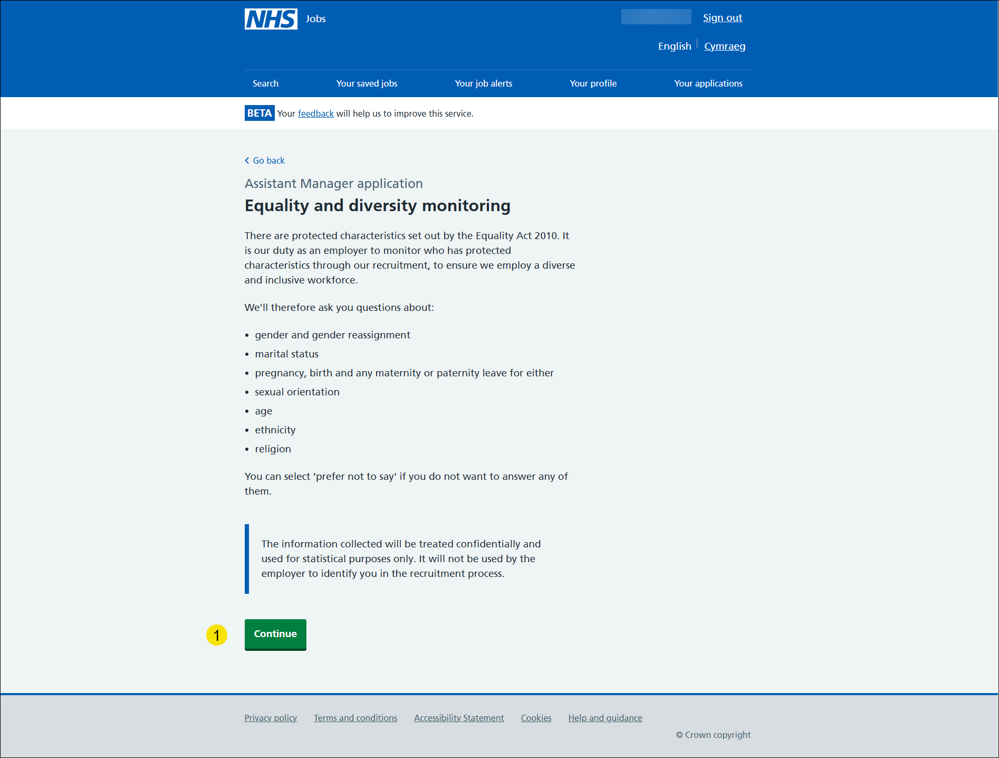 NHS Jobs
Sign out
English Cymraeg
Search Your saved jobs Your job alerts Your profile Your applications
BETA Your feedback will help us to improve this service.
Go back
Assistant Manager application
Equality and diversity monitoring
There are protected characteristics set out by the Equality Act 2010. It
is our duty as an employer to monitor who has protected
characteristics through our recruitment, to ensure we employ a diverse
and inclusive workforce.
We'll therefore ask you questions about:
• gender and gender reassignment
• marital status
• pregnancy, birth and any maternity or paternity leave for either
• sexual orientation
• age
• ethnicity
• religion
You can select ‘prefer not to say' if you do not want to answer any of
them.
The information collected will be treated confidentially and
used for statistical purposes only. It will not be used by the
employer to identify you in the recruitment process.
1 Continue
Privacy policy Terms and conditions Accessibility Statement Cookies Help and guidance
© Crown copyright